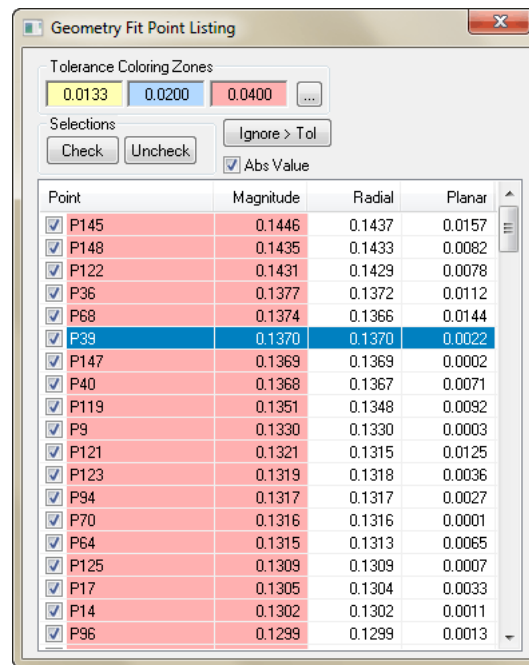 Geometry Fit Point Listing
Tolerance Coloring Zones
0.0133 0.0200 0.0400 ...
Selections
Check Uncheck Ignore > Tol
Abs Value
Point Magnitude Radial Planar
P145 0.1446 0.1437 0.0157
P148 0.1435 0.1433 0.0082
P122 0.1431 0.1429 0.0078
P36 0.1377 0.1372 0.0112
P68 0.1374 0.1366 0.0144
P39 0.1370 0.1370 0.0022
P147 0.1369 0.1369 0.0002
P40 0.1368 0.1367 0.0071
P119 0.1351 0.1348 0.0092
P9 0.1330 0.1330 0.0003
P121 0.1321 0.1315 0.0125
P123 0.1319 0.1318 0.0036
P94 0.1317 0.1317 0.0027
P70 0.1316 0.1316 0.0001
P64 0.1315 0.1313 0.0065
P125 0.1309 0.1309 0.0007
P17 0.1305 0.1304 0.0033
P14 0.1302 0.1302 0.0011
P96 0.1299 0.1299 0.0013